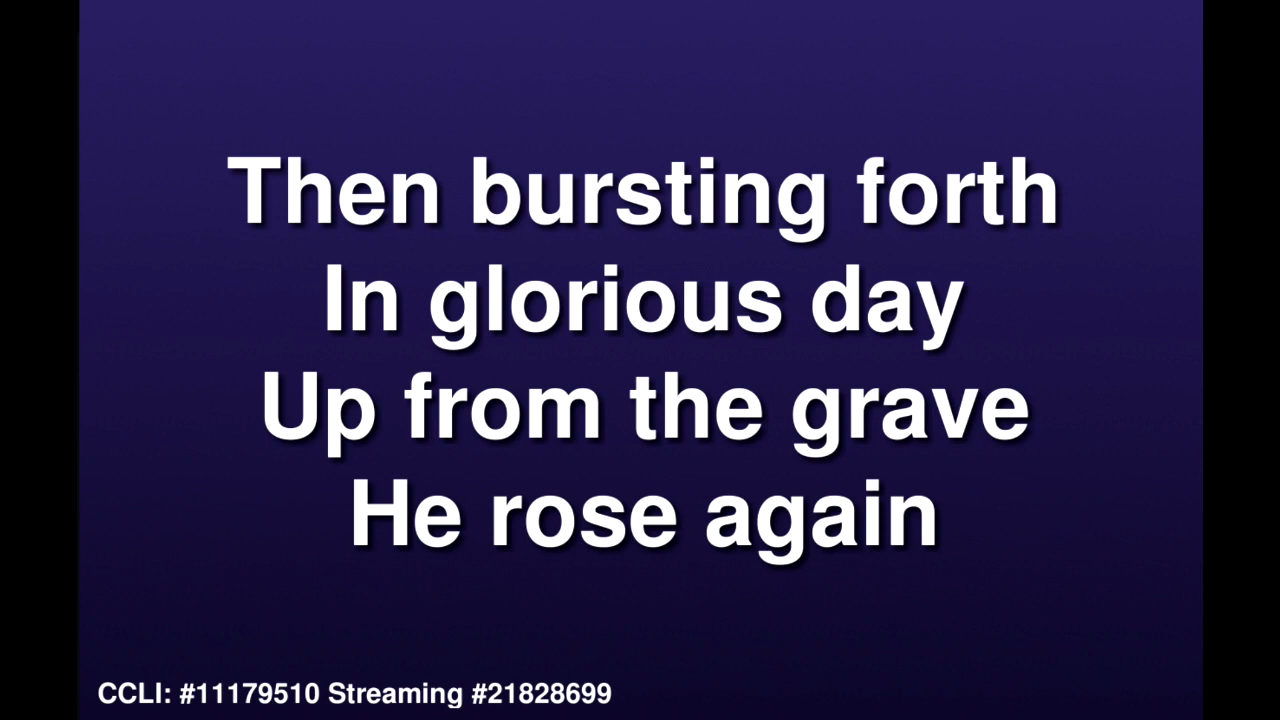 Then bursting forth
In glorious day
Up from the grave
He rose again
CCLI: #11179510 Streaming #21828699